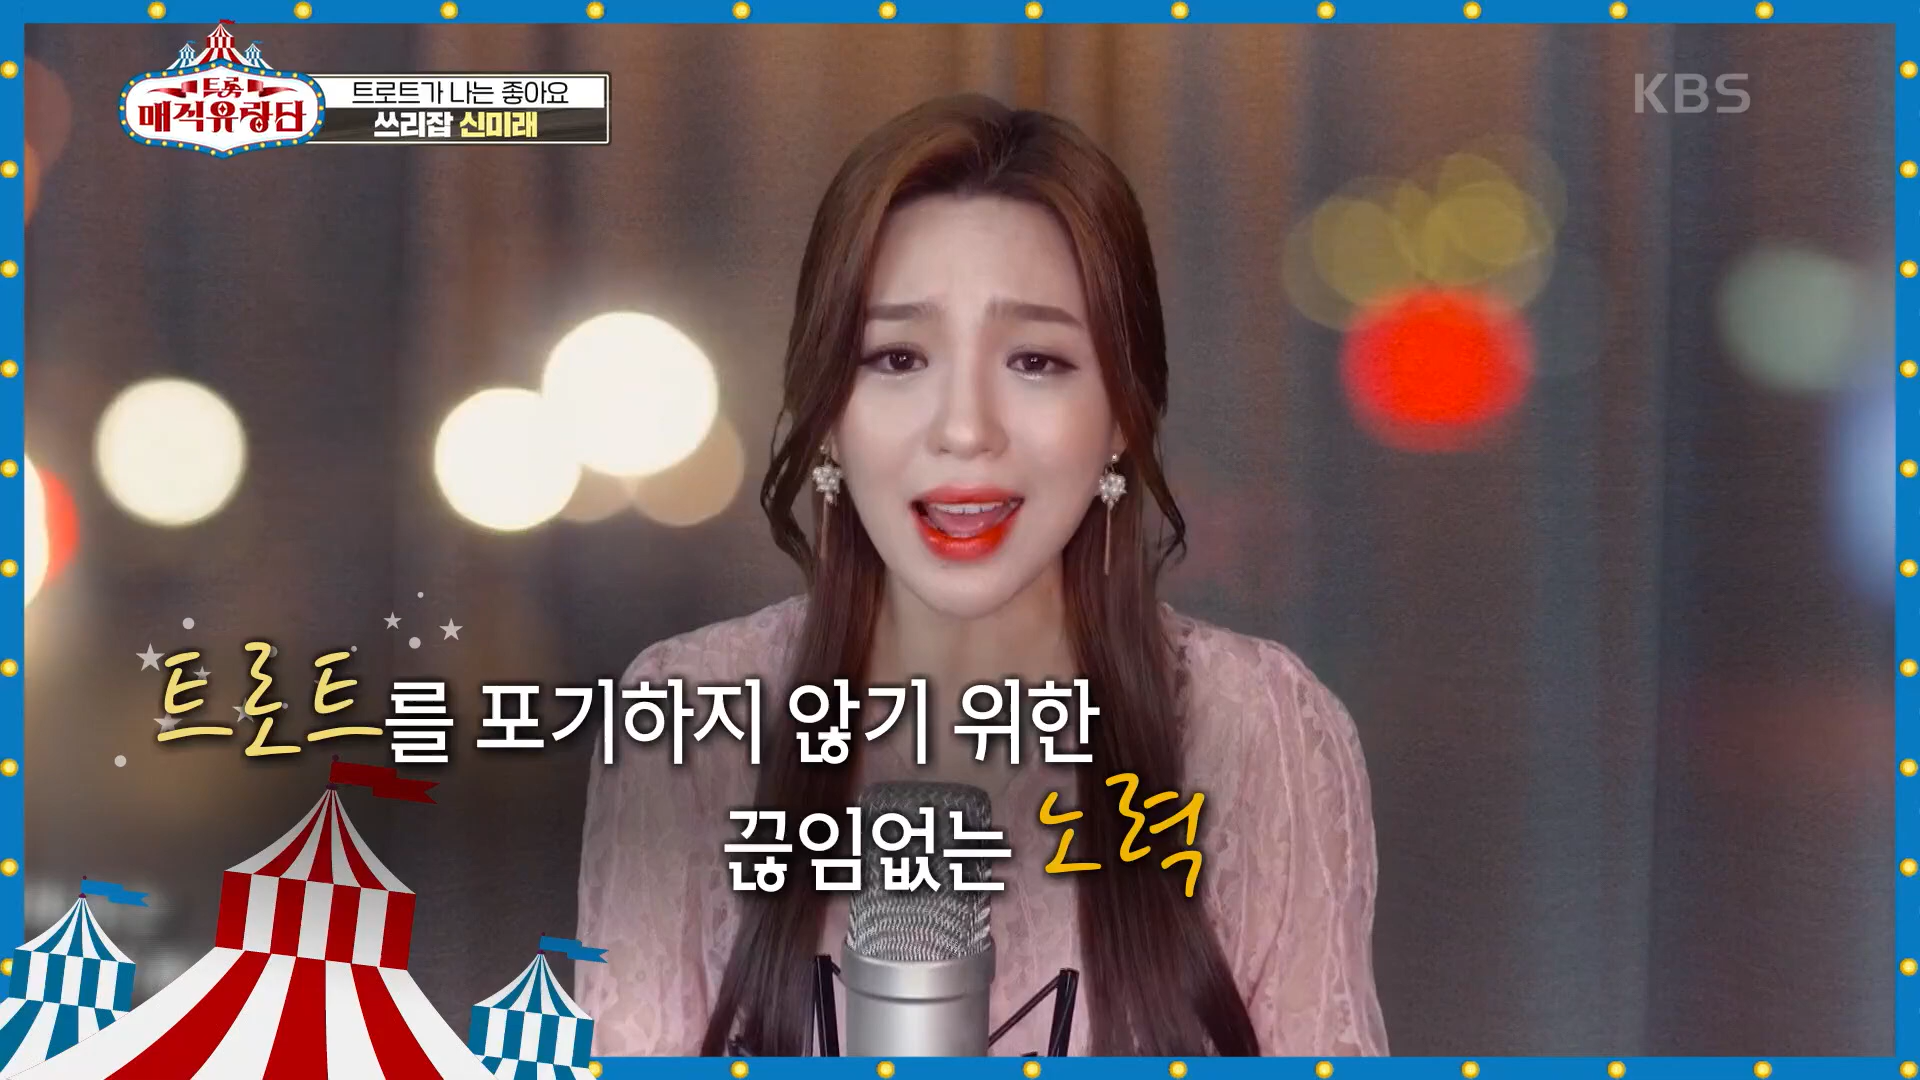 트롯
매직유랑단
트로트가 나는 좋아요
쓰리잡 신미래
KBS
트로트를 포기하지 않기 위한
끊임없는 노력